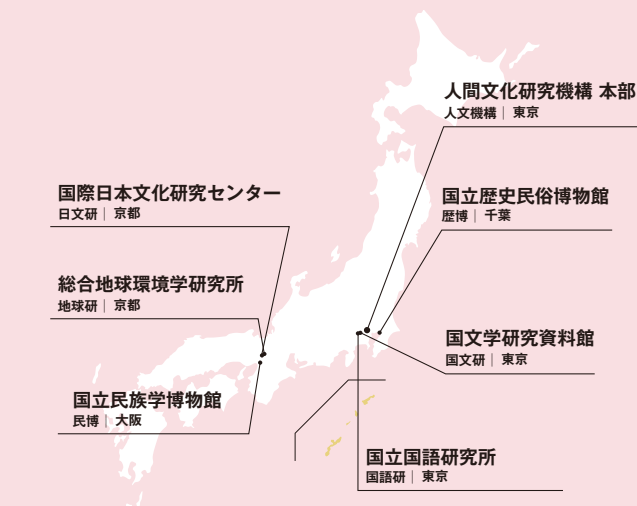 人間文化研究機構 本部
人文機構｜東京
国際日本文化研究センター
日文研｜京都
国立歴史民俗博物館
歴博｜千葉
総合地球環境学研究所
地球研｜京都
国文学研究資料館
国文研｜東京
国立民族学博物館
民博｜大阪
国立国語研究所
国語研｜東京